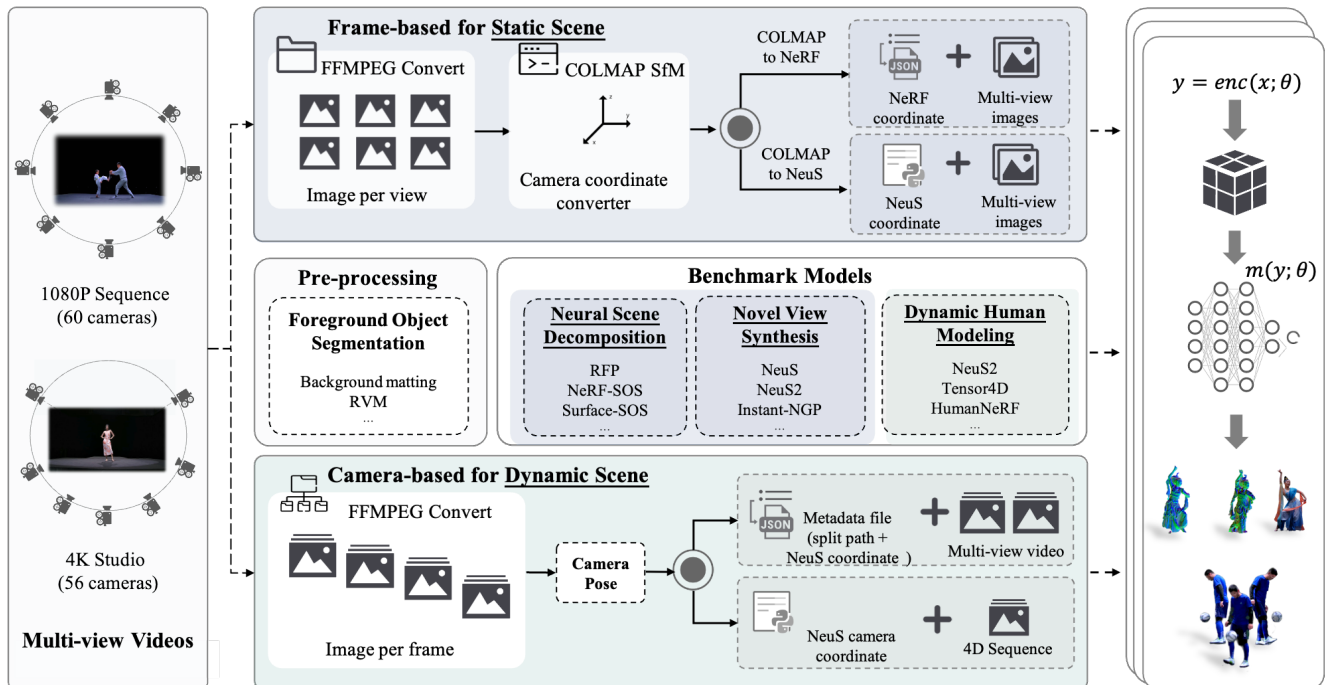 1080P Sequence
(60 cameras)
4K Studio
(56 cameras)
Multi-view Videos
Frame-based for Static Scene
FFMPEG Convert
Image per view
COLMAP SfM
z
y
x
Camera coordinate
converter
COLMAP
to NeRF
COLMAP
to NeuS
JSON
NeRF
coordinate
Multi-view
images
NeuS
coordinate
Multi-view
images
Pre-processing
Foreground Object
Segmentation
Background matting
RVM
...
Benchmark Models
Neural Scene
Decomposition
RFP
NeRF-SOS
Surface-SOS
...
Novel View
Synthesis
NeuS
NeuS2
Instant-NGP
...
Dynamic Human
Modeling
NeuS2
Tensor4D
HumanNeRF
...
Camera-based for Dynamic Scene
FFMPEG Convert
Image per frame
Camera
Pose
JSON
Metadata file
(split path +
NeuS coordinate )
Multi-view video
NeuS camera
coordinate
4D Sequence
y = enc(x; θ)
m(y; θ)